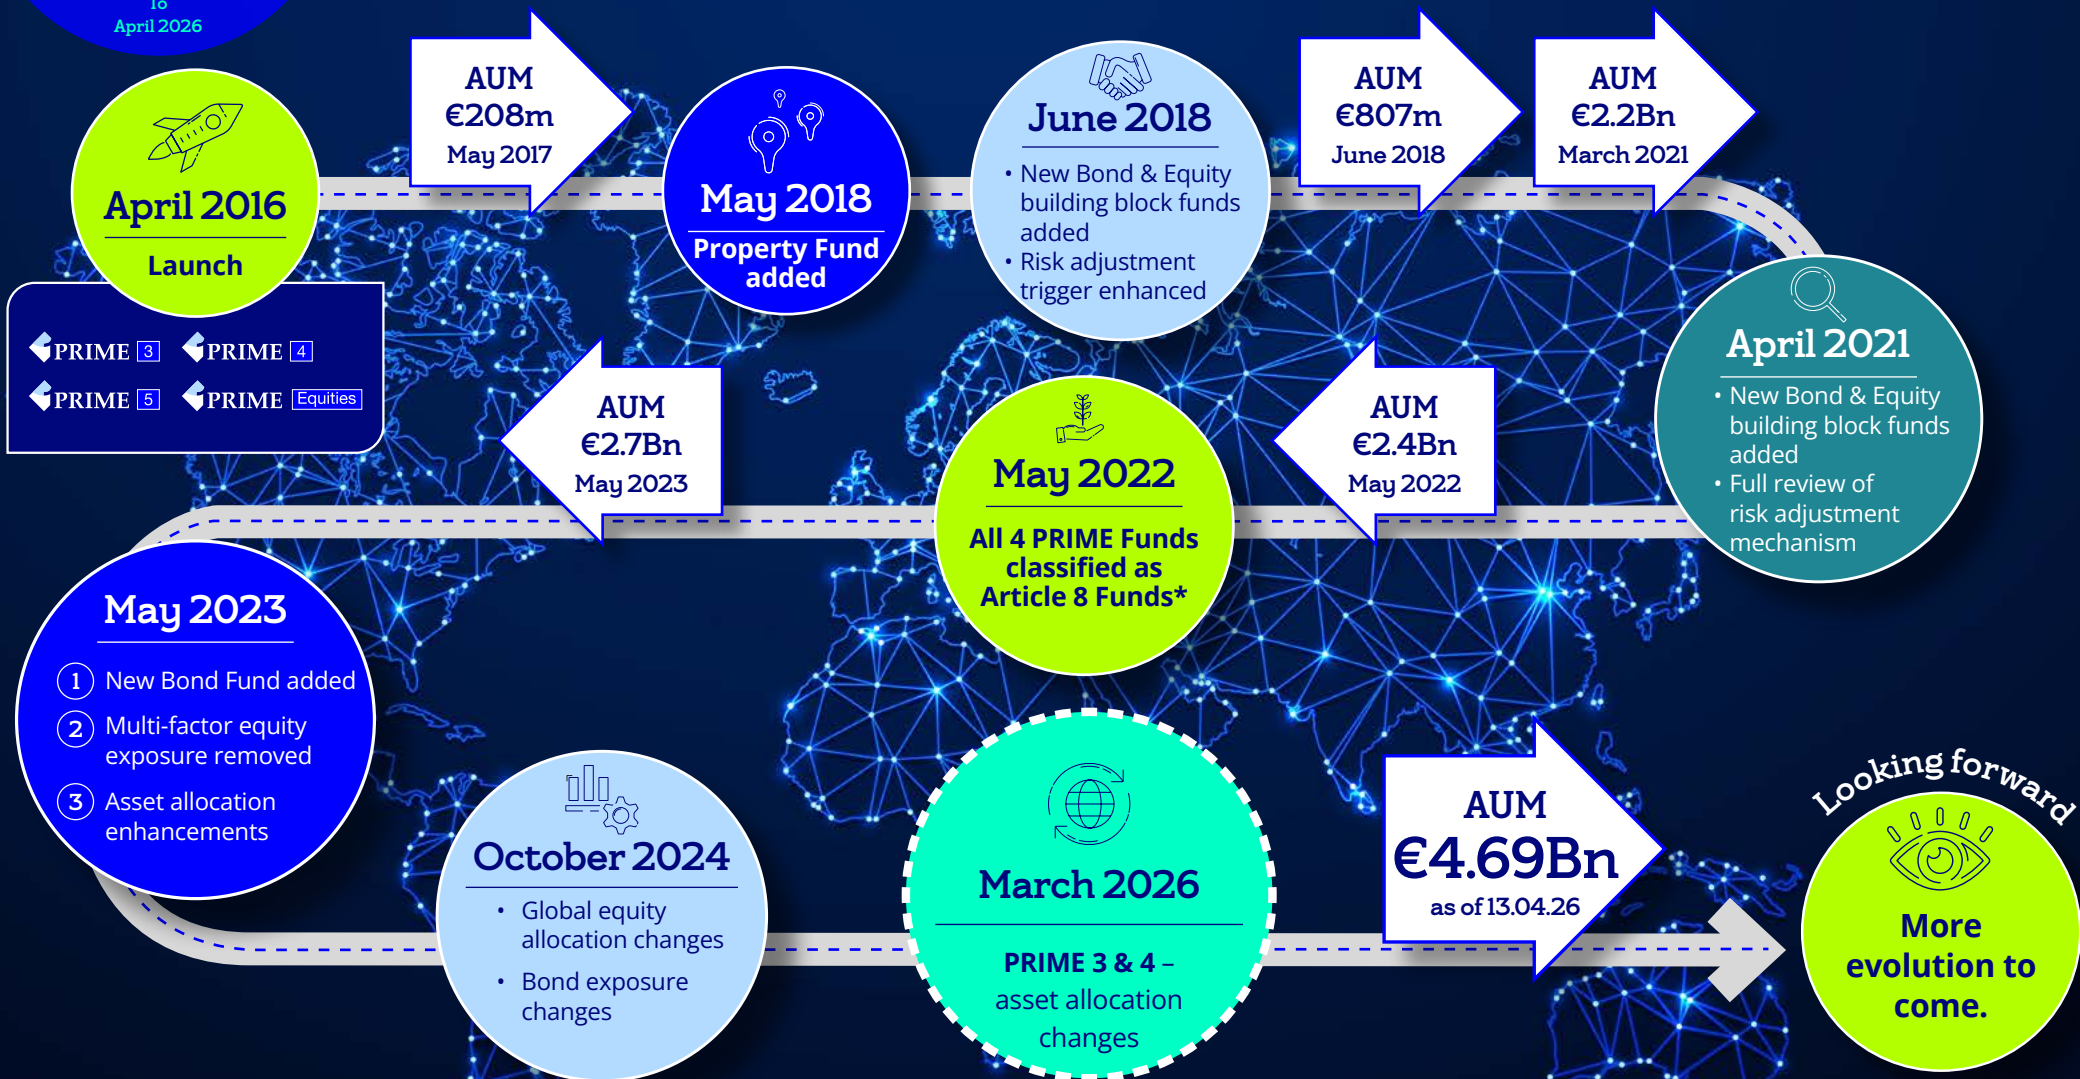 To
April 2026
April 2016
Launch
PRIME 3
PRIME 4
PRIME 5
PRIME Equities
AUM
€208m
May 2017
May 2018
Property Fund
added
June 2018
• New Bond & Equity
building block funds
added
• Risk adjustment
trigger enhanced
AUM
€807m
June 2018
AUM
€2.2Bn
March 2021
April 2021
• New Bond & Equity
building block funds
added
• Full review of
risk adjustment
mechanism
AUM
€2.4Bn
May 2022
May 2022
All 4 PRIME Funds
classified as
Article 8 Funds*
AUM
€2.7Bn
May 2023
May 2023
1 New Bond Fund added
2 Multi-factor equity
exposure removed
3 Asset allocation
enhancements
October 2024
• Global equity
allocation changes
• Bond exposure
changes
March 2026
PRIME 3 & 4 –
asset allocation
changes
AUM
€4.69Bn
as of 13.04.26
Looking forward
More
evolution to
come.